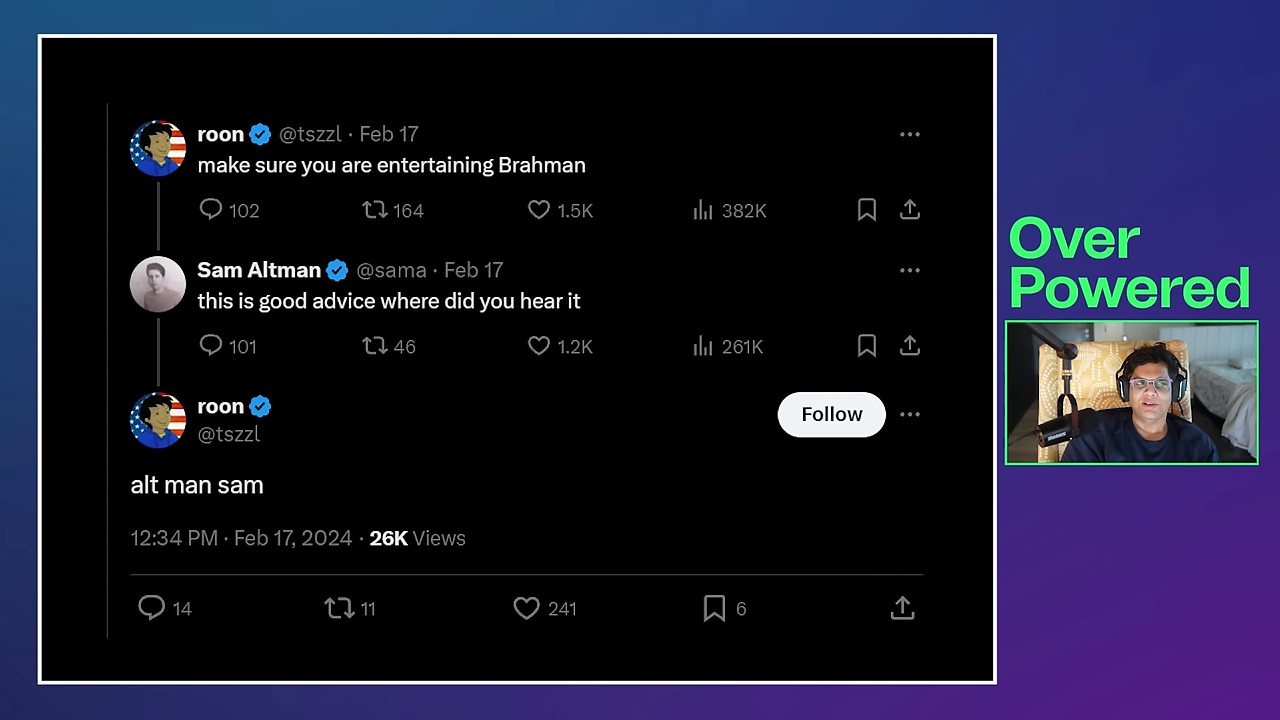 roon @tszzl · Feb 17
make sure you are entertaining Brahman
102 164 1.5K 382K
Sam Altman @sama · Feb 17
this is good advice where did you hear it
101 46 1.2K 261K
roon
@tszzl
Follow
alt man sam
12:34 PM · Feb 17, 2024 · 26K Views
14 11 241 6
Over
Powered